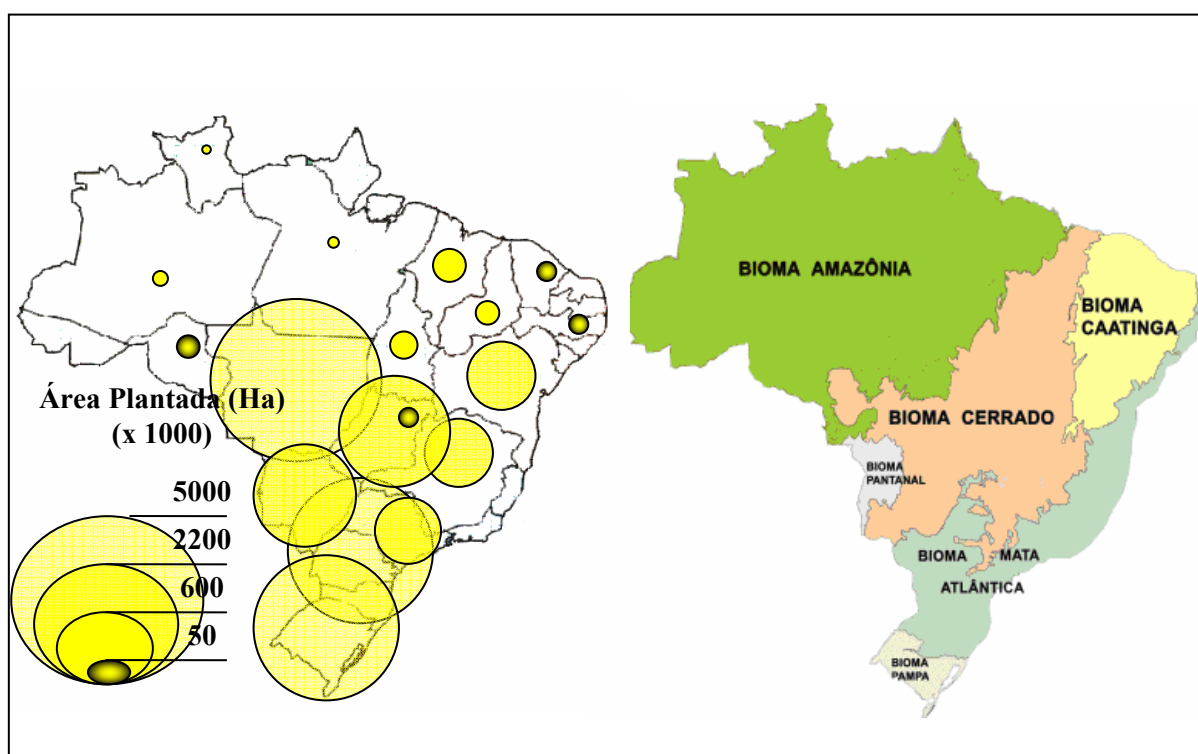 Área Plantada (Ha)
(x 1000)
5000
2200
600
50
BIOMA AMAZÔNIA
BIOMA
CAATINGA
BIOMA CERRADO
BIOMA
PANTANAL
BIOMA MATA
ATLÂNTICA
BIOMA
PAMPA